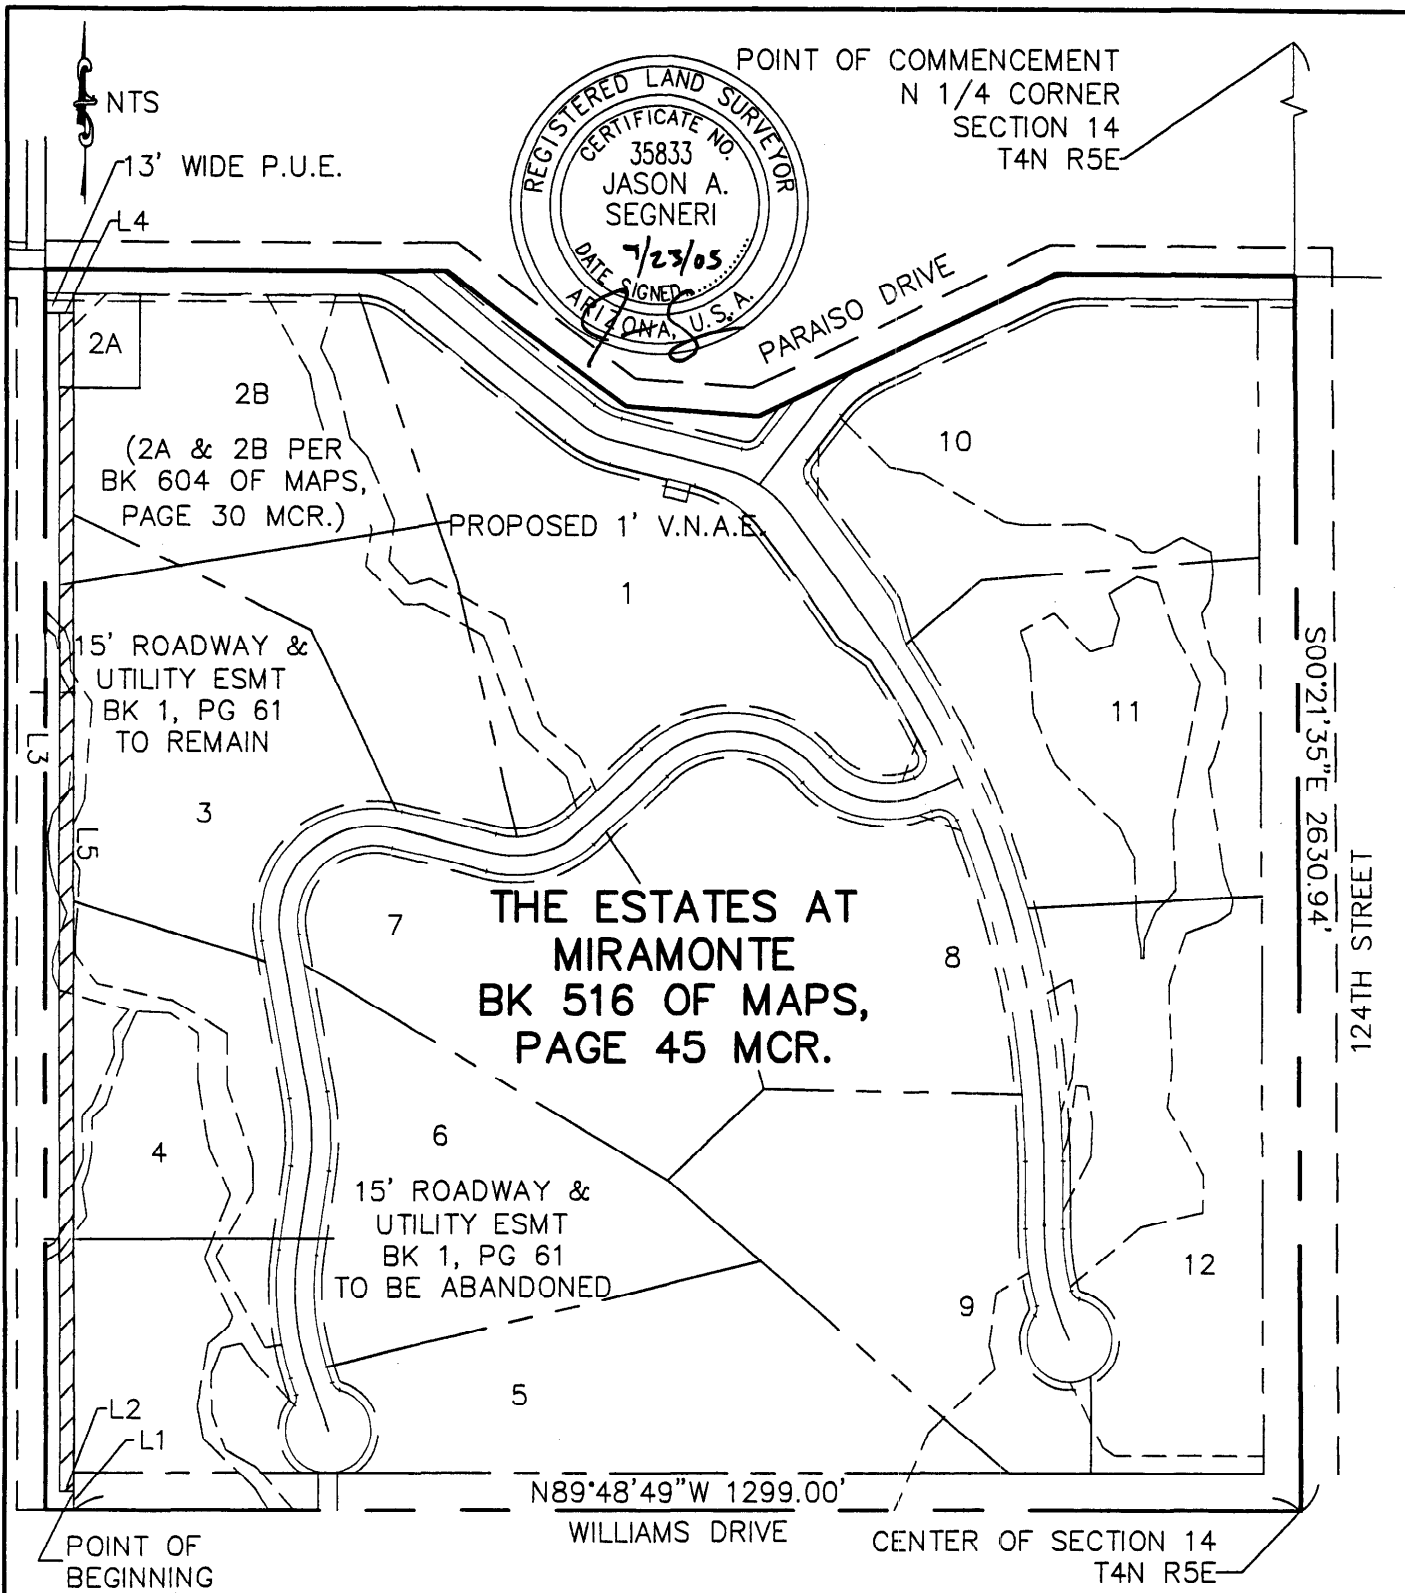 NTS
POINT OF COMMENCEMENT
N 1/4 CORNER
SECTION 14
T4N R5E
REGISTERED LAND SURVEYOR
CERTIFICATE NO.
35833
JASON A.
SEGNERI
7/23/05
DATE SIGNED
ARIZONA, U.S.A.
13' WIDE P.U.E.
L4
PARAISO DRIVE
2A
2B
(2A & 2B PER
BK 604 OF MAPS,
PAGE 30 MCR.)
10
PROPOSED 1' V.N.A.E.
1
15' ROADWAY &
UTILITY ESMT
BK 1, PG 61
TO REMAIN
11
S00°21'35"E 2630.94'
124TH STREET
L3
3
L5
7
THE ESTATES AT
MIRAMONTE
BK 516 OF MAPS,
PAGE 45 MCR.
8
4
6
15' ROADWAY &
UTILITY ESMT
BK 1, PG 61
TO BE ABANDONED
12
9
5
L2
L1
N89°48'49"W 1299.00'
WILLIAMS DRIVE
POINT OF
BEGINNING
CENTER OF SECTION 14
T4N R5E